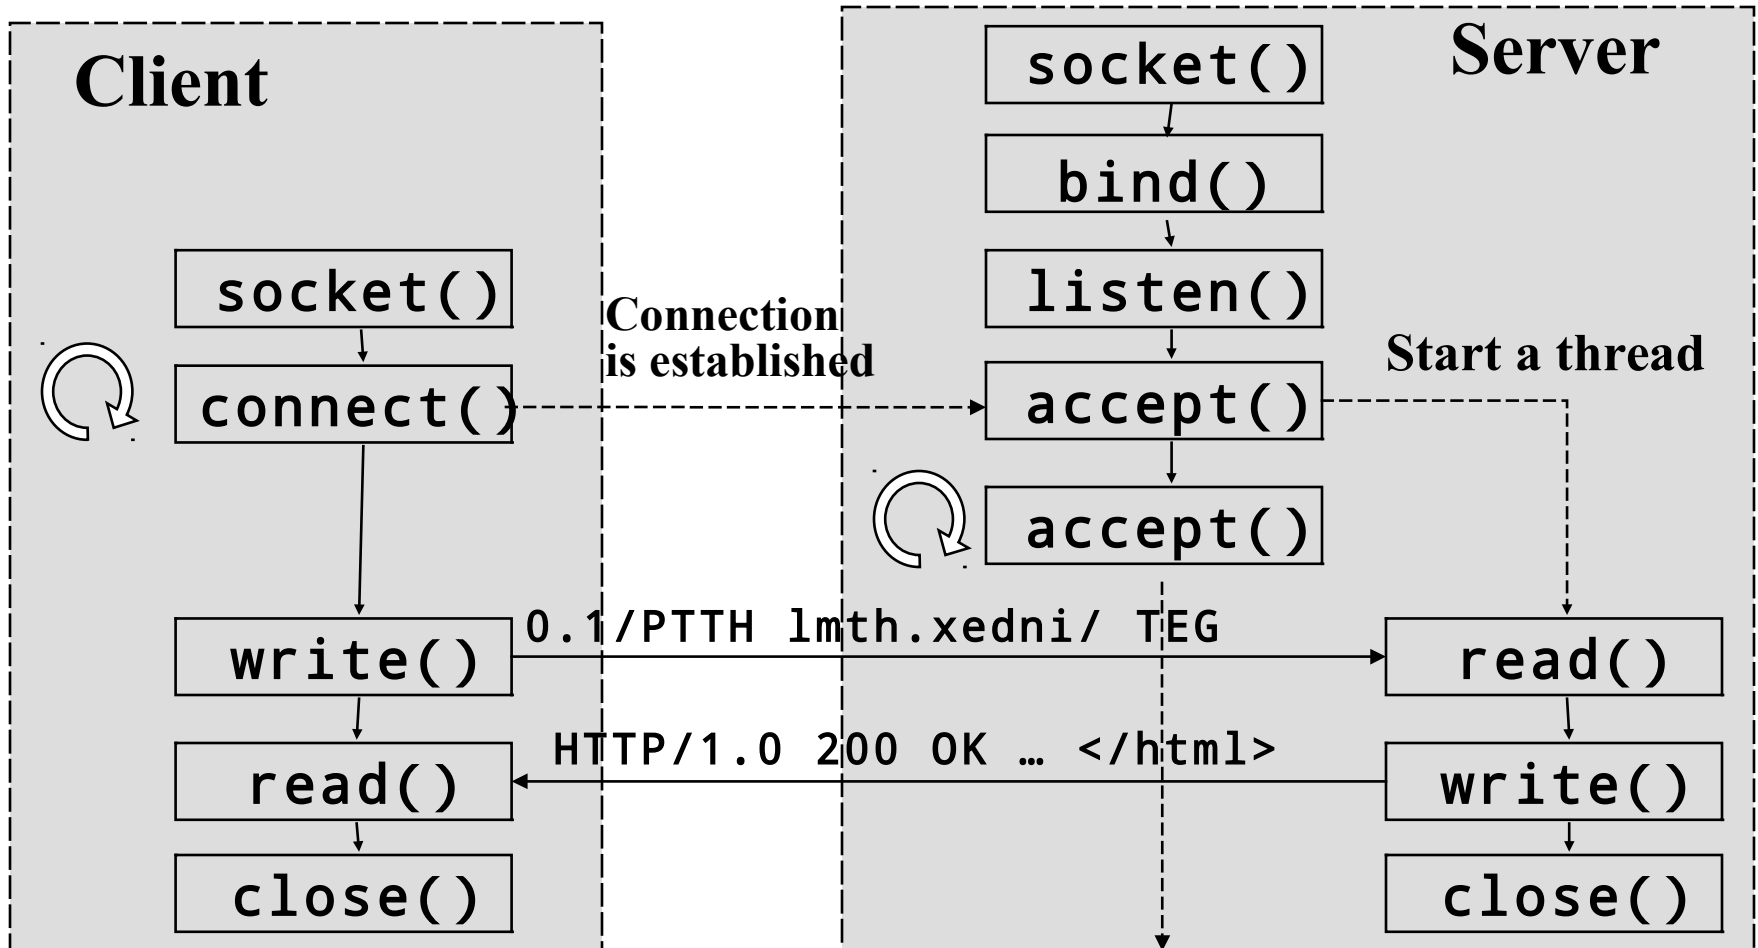 Client
Server
socket()
bind()
socket()
listen()
Connection
is established
Start a thread
connect()
accept()
accept()
0.1/PTTH lmth.xedni/ TEG
write()
read()
HTTP/1.0 200 OK … </html>
read()
write()
close()
close()